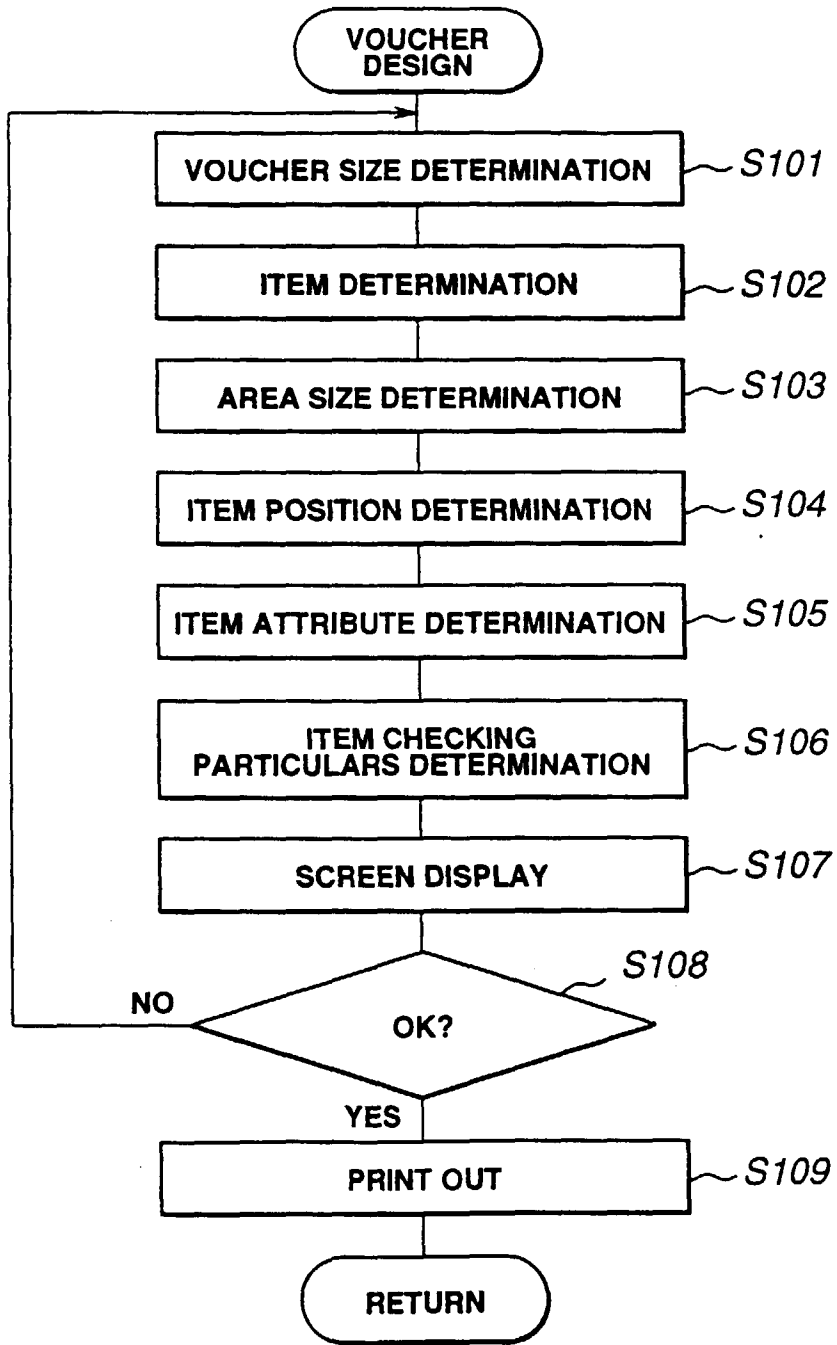 VOUCHER
DESIGN
VOUCHER SIZE DETERMINATION
S101
ITEM DETERMINATION
S102
AREA SIZE DETERMINATION
S103
ITEM POSITION DETERMINATION
S104
ITEM ATTRIBUTE DETERMINATION
S105
ITEM CHECKING
PARTICULARS DETERMINATION
S106
SCREEN DISPLAY
S107
S108
NO
OK?
YES
PRINT OUT
S109
RETURN